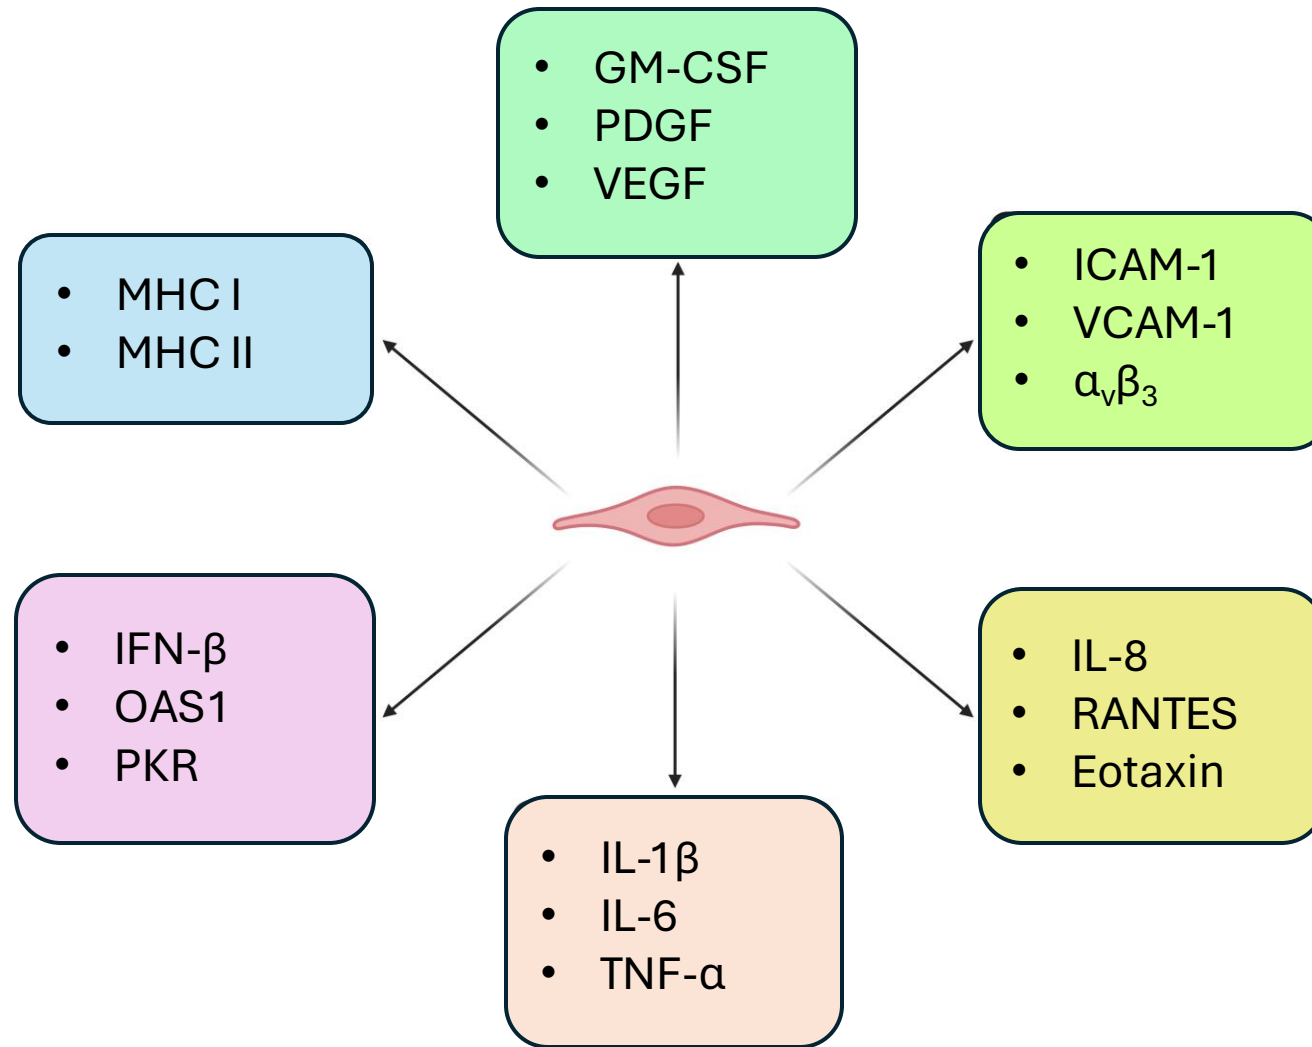 • GM-CSF
• PDGF
• VEGF
• MHC I
• MHC II
• ICAM-1
• VCAM-1
• αᵥβ₃
• IFN-β
• OAS1
• PKR
• IL-8
• RANTES
• Eotaxin
• IL-1β
• IL-6
• TNF-α